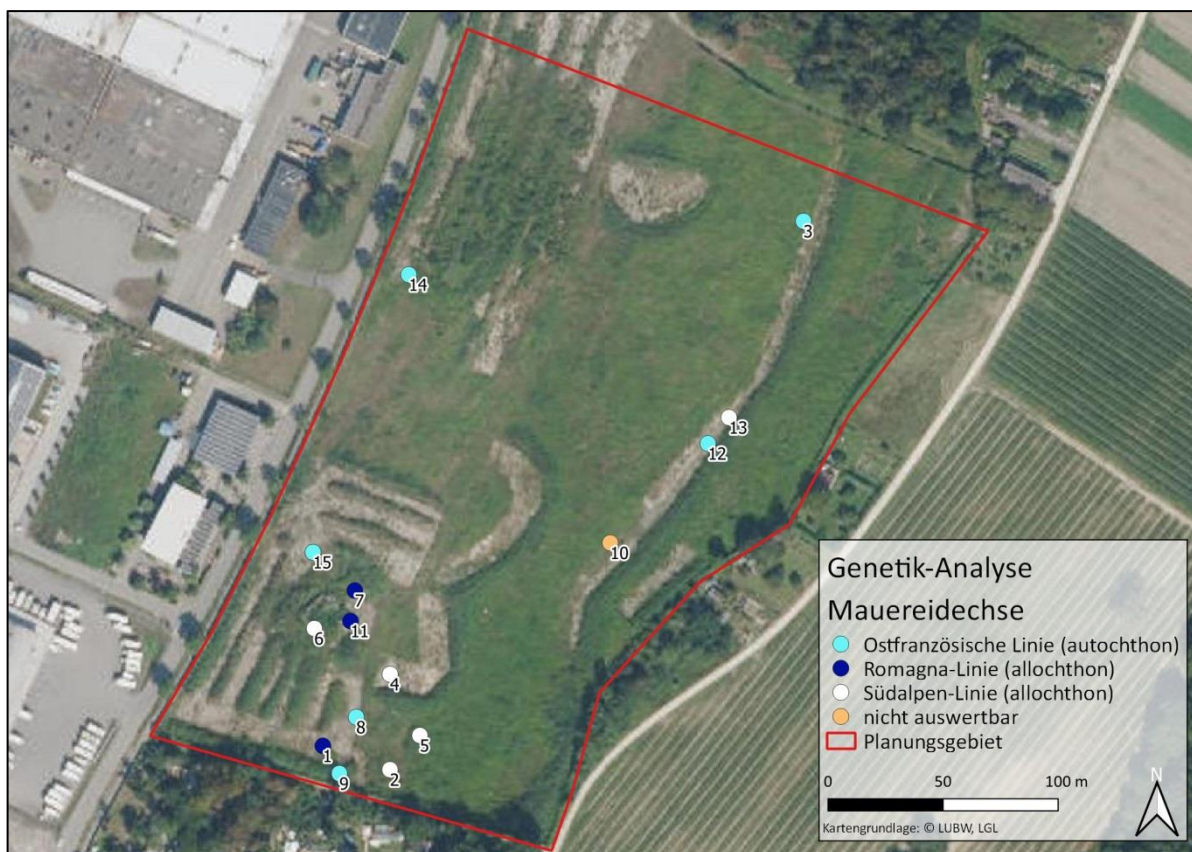 3
14
13
12
10
15
7
11
6
4
8
5
1
2
9
Genetik-Analyse
Mauereidechse
Ostfranzösische Linie (autochthon)
Romagna-Linie (allochthon)
Südalpen-Linie (allochthon)
nicht auswertbar
Planungsgebiet
0 50 100 m
N
Kartengrundlage: © LUBW, LGL